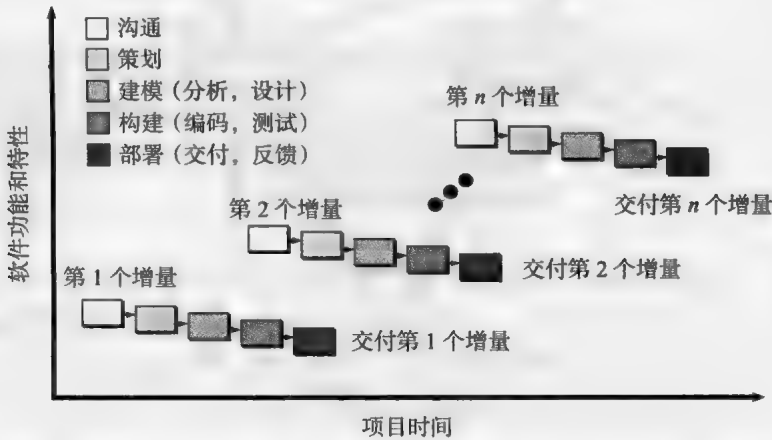 沟通
策划
建模（分析，设计）
构建（编码，测试）
部署（交付，反馈）
软件功能和特性
第 n 个增量
交付第 n 个增量
第 2 个增量
交付第 2 个增量
第 1 个增量
交付第 1 个增量
项目时间